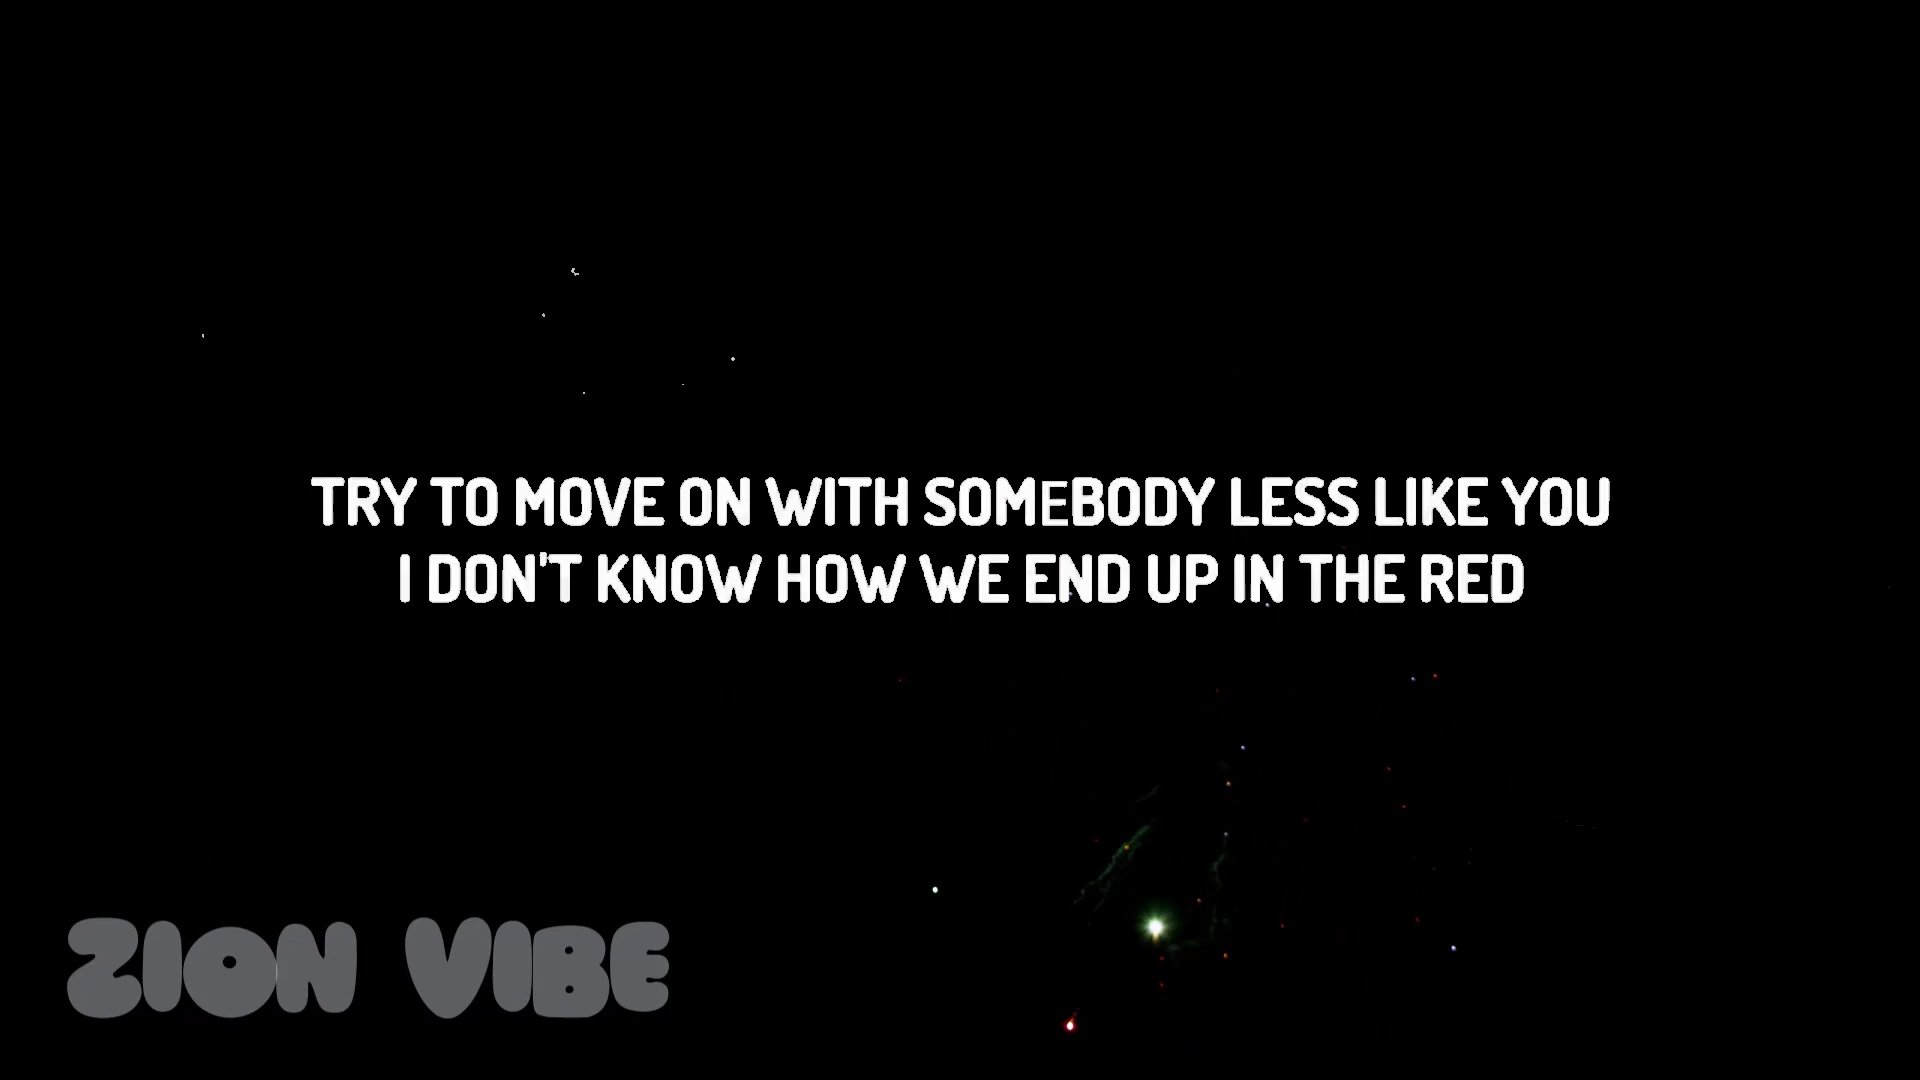 TRY TO MOVE ON WITH SOMEBODY LESS LIKE YOU
I DON'T KNOW HOW WE END UP IN THE RED
ZION VIBE